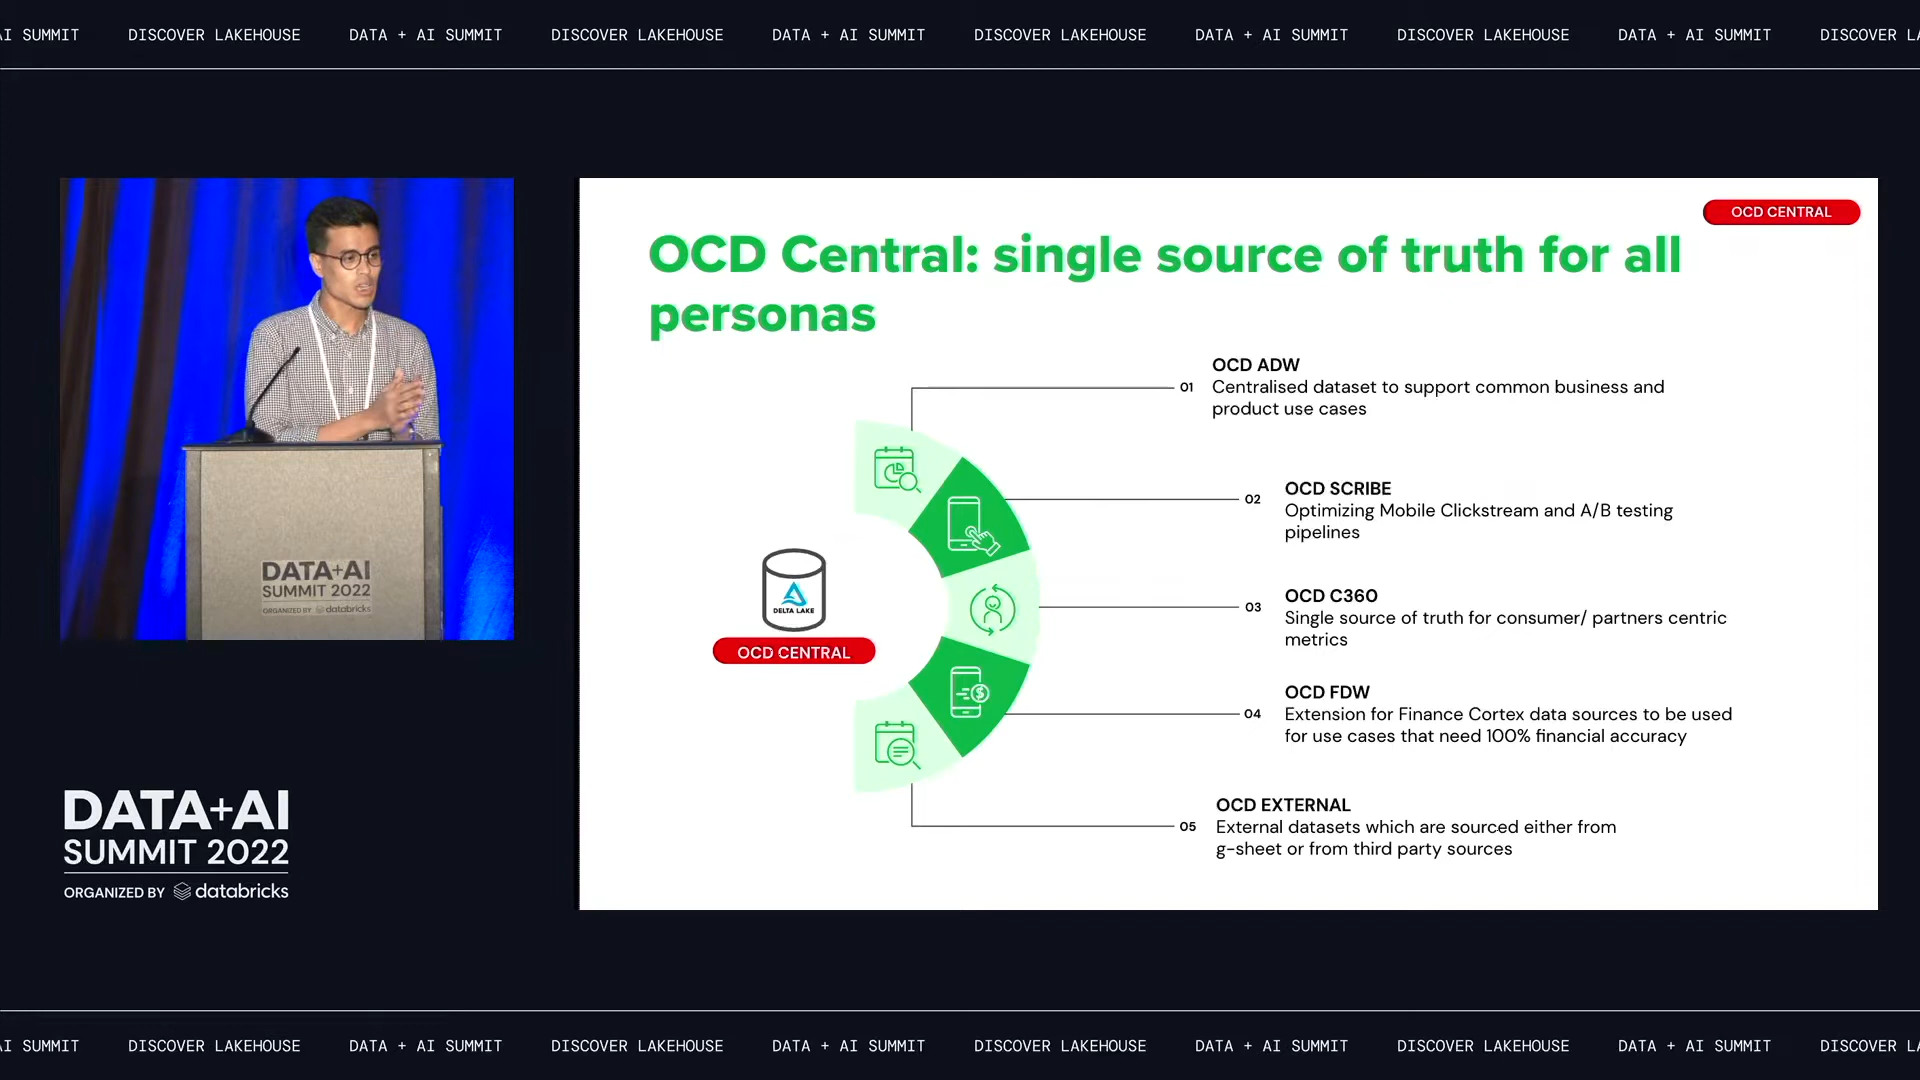 AI SUMMIT DISCOVER LAKEHOUSE DATA + AI SUMMIT DISCOVER LAKEHOUSE DATA + AI SUMMIT DISCOVER LAKEHOUSE DATA + AI SUMMIT DISCOVER LAKEHOUSE DATA + AI SUMMIT DISCOVER LA
OCD CENTRAL
OCD Central: single source of truth for all
personas
01
OCD ADW
Centralised dataset to support common business and
product use cases
02
OCD SCRIBE
Optimizing Mobile Clickstream and A/B testing
pipelines
03
OCD C360
Single source of truth for consumer/ partners centric
metrics
04
OCD FDW
Extension for Finance Cortex data sources to be used
for use cases that need 100% financial accuracy
05
OCD EXTERNAL
External datasets which are sourced either from
g-sheet or from third party sources
DELTA LAKE
OCD CENTRAL
DATA+AI
SUMMIT 2022
ORGANIZED BY databricks
DATA+AI
SUMMIT 2022
ORGANIZED BY databricks
AI SUMMIT DISCOVER LAKEHOUSE DATA + AI SUMMIT DISCOVER LAKEHOUSE DATA + AI SUMMIT DISCOVER LAKEHOUSE DATA + AI SUMMIT DISCOVER LAKEHOUSE DATA + AI SUMMIT DISCOVER LA